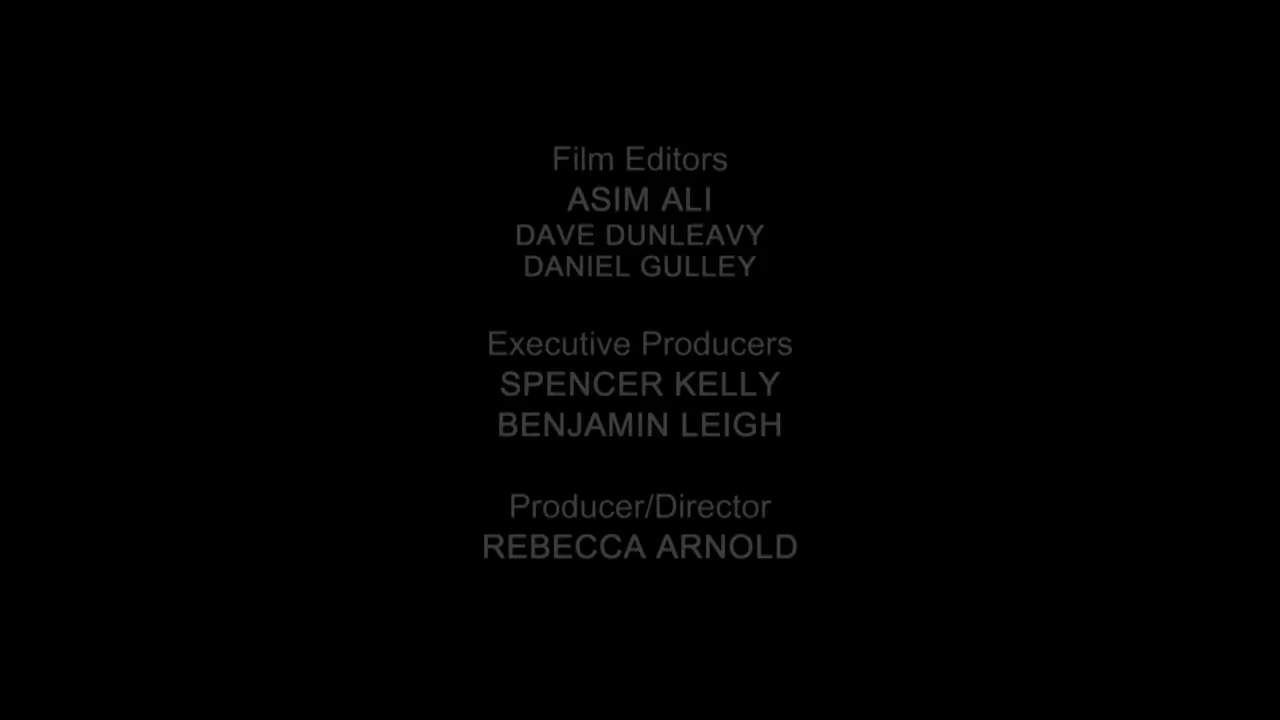 Film Editors
ASIM ALI
DAVE DUNLEAVY
DANIEL GULLEY
Executive Producers
SPENCER KELLY
BENJAMIN LEIGH
Producer/Director
REBECCA ARNOLD